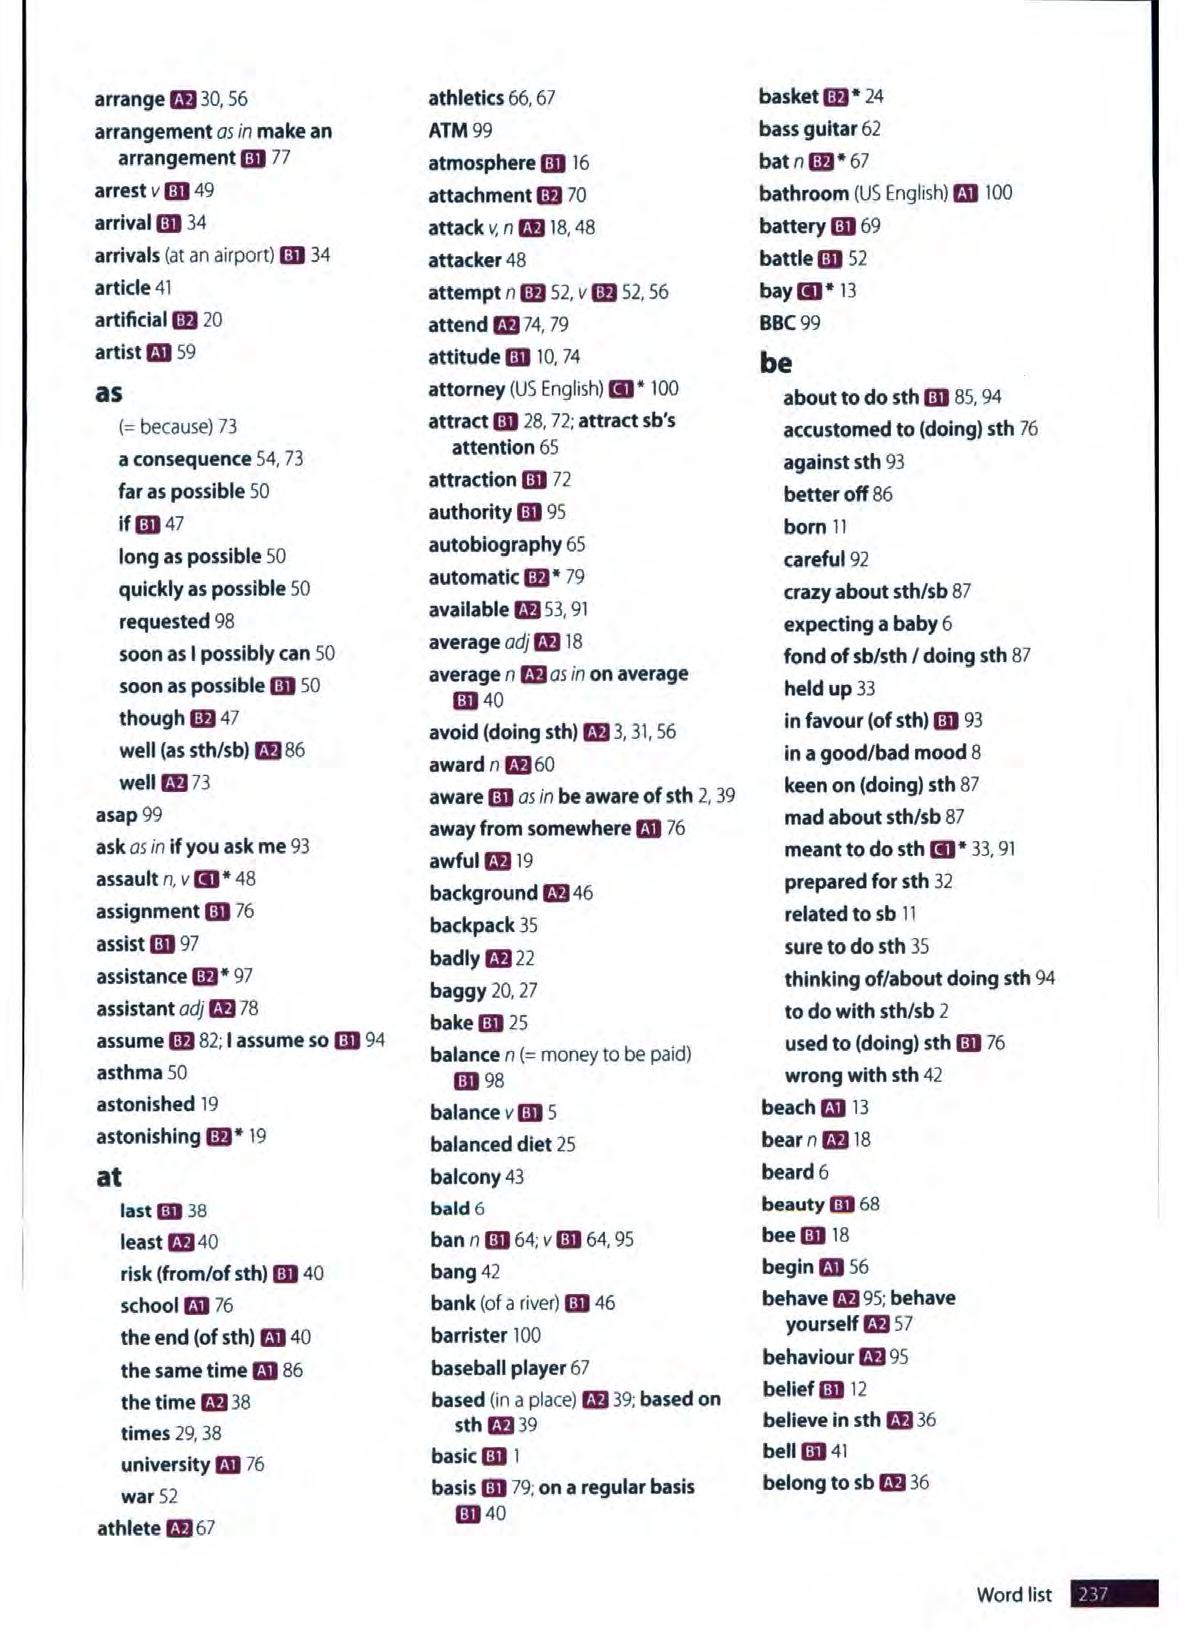 arrange A2 30, 56
arrangement as in make an
arrangement B1 77
arrest v B1 49
arrival B1 34
arrivals (at an airport) B1 34
article 41
artificial B2 20
artist A1 59
as
(= because) 73
a consequence 54, 73
far as possible 50
if B1 47
long as possible 50
quickly as possible 50
requested 98
soon as I possibly can 50
soon as possible B1 50
though B2 47
well (as sth/sb) A2 86
well A2 73
asap 99
ask as in if you ask me 93
assault n, v C1 * 48
assignment B1 76
assist B1 97
assistance B2 * 97
assistant adj A2 78
assume B2 82; I assume so B1 94
asthma 50
astonished 19
astonishing B2 * 19
at
last B1 38
least A2 40
risk (from/of sth) B1 40
school A1 76
the end (of sth) A1 40
the same time A1 86
the time A2 38
times 29, 38
university A1 76
war 52
athlete A2 67
athletics 66, 67
ATM 99
atmosphere B1 16
attachment B2 70
attack v, n A2 18, 48
attacker 48
attempt n B2 52, v B2 52, 56
attend A2 74, 79
attitude B1 10, 74
attorney (US English) C1 * 100
attract B1 28, 72; attract sb's
attention 65
attraction B1 72
authority B1 95
autobiography 65
automatic B2 * 79
available A2 53, 91
average adj A2 18
average n A2 as in on average
B1 40
avoid (doing sth) A2 3, 31, 56
award n A2 60
aware B1 as in be aware of sth 2, 39
away from somewhere A1 76
awful A2 19
background A2 46
backpack 35
badly A2 22
baggy 20, 27
bake B1 25
balance n (= money to be paid)
B1 98
balance v B1 5
balanced diet 25
balcony 43
bald 6
ban n B1 64; v B1 64, 95
bang 42
bank (of a river) B1 46
barrister 100
baseball player 67
based (in a place) A2 39; based on
sth A2 39
basic B1 1
basis B1 79; on a regular basis
B1 40
basket B2 * 24
bass guitar 62
bat n B2 * 67
bathroom (US English) A1 100
battery B1 69
battle B1 52
bay C1 * 13
BBC 99
be
about to do sth B1 85, 94
accustomed to (doing) sth 76
against sth 93
better off 86
born 11
careful 92
crazy about sth/sb 87
expecting a baby 6
fond of sb/sth / doing sth 87
held up 33
in favour (of sth) B1 93
in a good/bad mood 8
keen on (doing) sth 87
mad about sth/sb 87
meant to do sth C1 * 33, 91
prepared for sth 32
related to sb 11
sure to do sth 35
thinking of/about doing sth 94
to do with sth/sb 2
used to (doing) sth B1 76
wrong with sth 42
beach A1 13
bear n A2 18
beard 6
beauty B1 68
bee B1 18
begin A1 56
behave A2 95; behave
yourself A2 57
behaviour A2 95
belief B1 12
believe in sth A2 36
bell B1 41
belong to sb A2 36
Word list 237